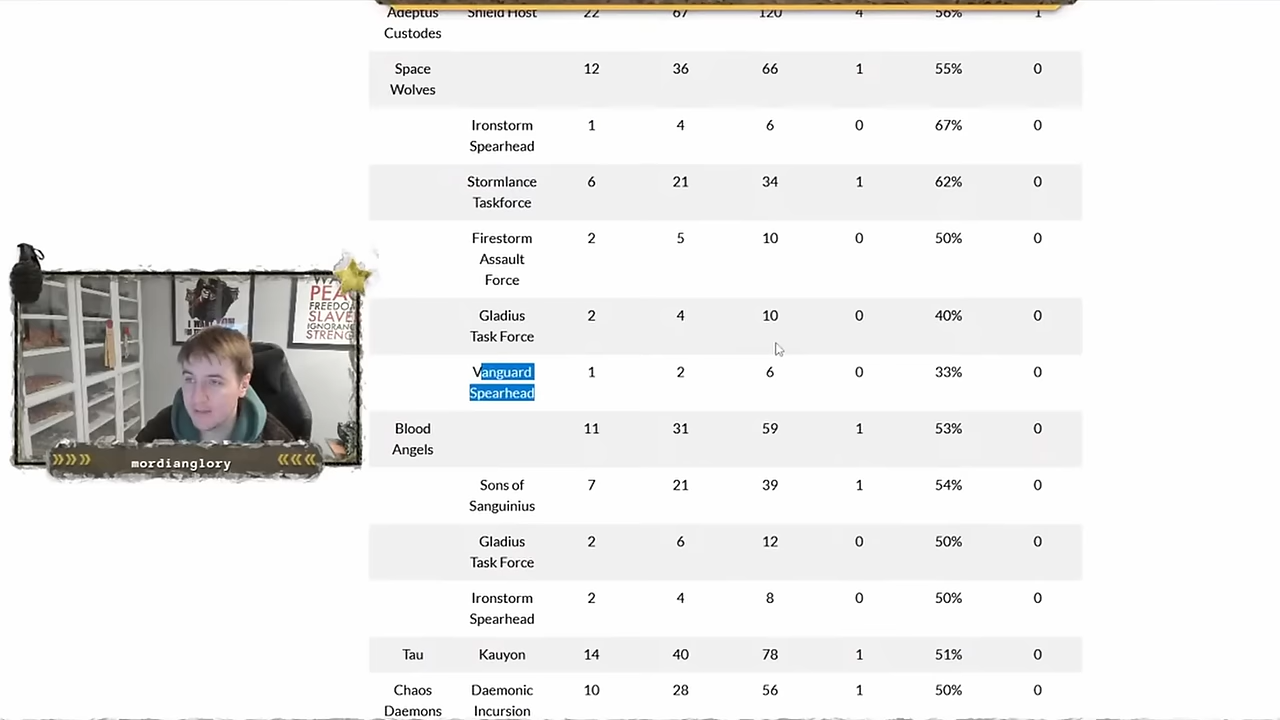 Adeptus Shield Host 22 67 120 4 56% 1
Custodes
Space 12 36 66 1 55% 0
Wolves
Ironstorm 1 4 6 0 67% 0
Spearhead
Stormlance 6 21 34 1 62% 0
Taskforce
Firestorm 2 5 10 0 50% 0
Assault
Force
Gladius 2 4 10 0 40% 0
Task Force
Vanguard 1 2 6 0 33% 0
Spearhead
Blood 11 31 59 1 53% 0
Angels
Sons of 7 21 39 1 54% 0
Sanguinius
Gladius 2 6 12 0 50% 0
Task Force
Ironstorm 2 4 8 0 50% 0
Spearhead
Tau Kauyon 14 40 78 1 51% 0
Chaos Daemonic 10 28 56 1 50% 0
Daemons Incursion
mordianglory